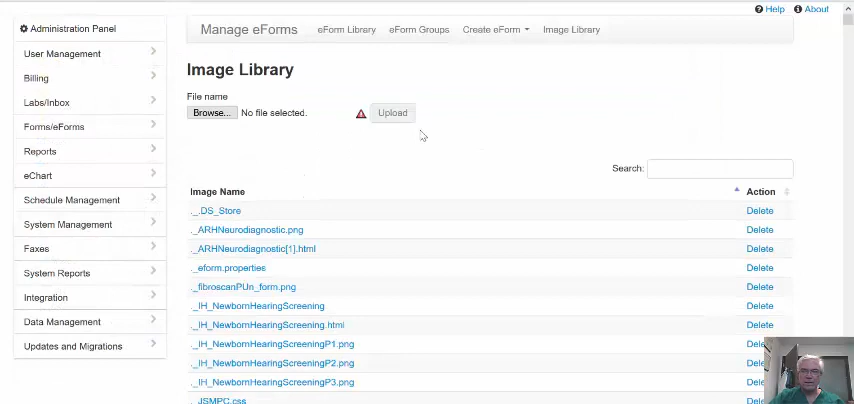 Help About
Administration Panel
Manage eForms eForm Library eForm Groups Create eForm Image Library
User Management
Billing
Labs/Inbox
Forms/eForms
Reports
eChart
Schedule Management
System Management
Faxes
System Reports
Integration
Data Management
Updates and Migrations
Image Library
File name
Browse... No file selected. Upload
Search:
Image Name Action
._.DS_Store Delete
._ARHNeurodiagnostic.png Delete
._ARHNeurodiagnostic[1].html Delete
._eform.properties Delete
._fibroscanPUn_form.png Delete
._IH_NewbornHearingScreening Delete
._IH_NewbornHearingScreening.html Delete
._IH_NewbornHearingScreeningP1.png Delete
._IH_NewbornHearingScreeningP2.png Delete
._IH_NewbornHearingScreeningP3.png Delete
._JSMPC.css Delete